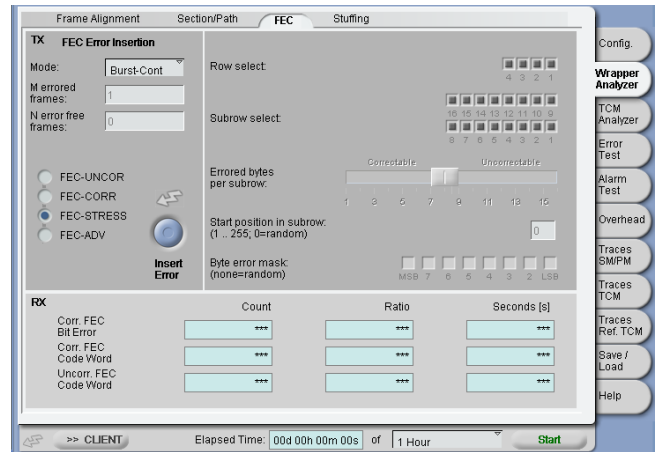 Frame Alignment Section/Path FEC Stuffing
TX FEC Error Insertion
Mode: Burst-Cont
M errored frames: 1
N error free frames: 0
FEC-UNCOR
FEC-CORR
FEC-STRESS
FEC-ADV
Insert Error
Row select:
4 3 2 1
Subrow select:
16 15 14 13 12 11 10 9
8 7 6 5 4 3 2 1
Errored bytes per subrow:
Correctable Uncorrectable
1 3 5 7 9 11 13 15
Start position in subrow:
(1 .. 255; 0=random) 0
Byte error mask:
(none=random)
MSB 7 6 5 4 3 2 LSB
RX Count Ratio Seconds [s]
Corr. FEC Bit Error *** *** ***
Corr. FEC Code Word *** *** ***
Uncorr. FEC Code Word *** *** ***
>> CLIENT Elapsed Time: 00d 00h 00m 00s of 1 Hour Start
Config.
Wrapper Analyzer
TCM Analyzer
Error Test
Alarm Test
Overhead
Traces SM/PM
Traces TCM
Traces Ref. TCM
Save / Load
Help